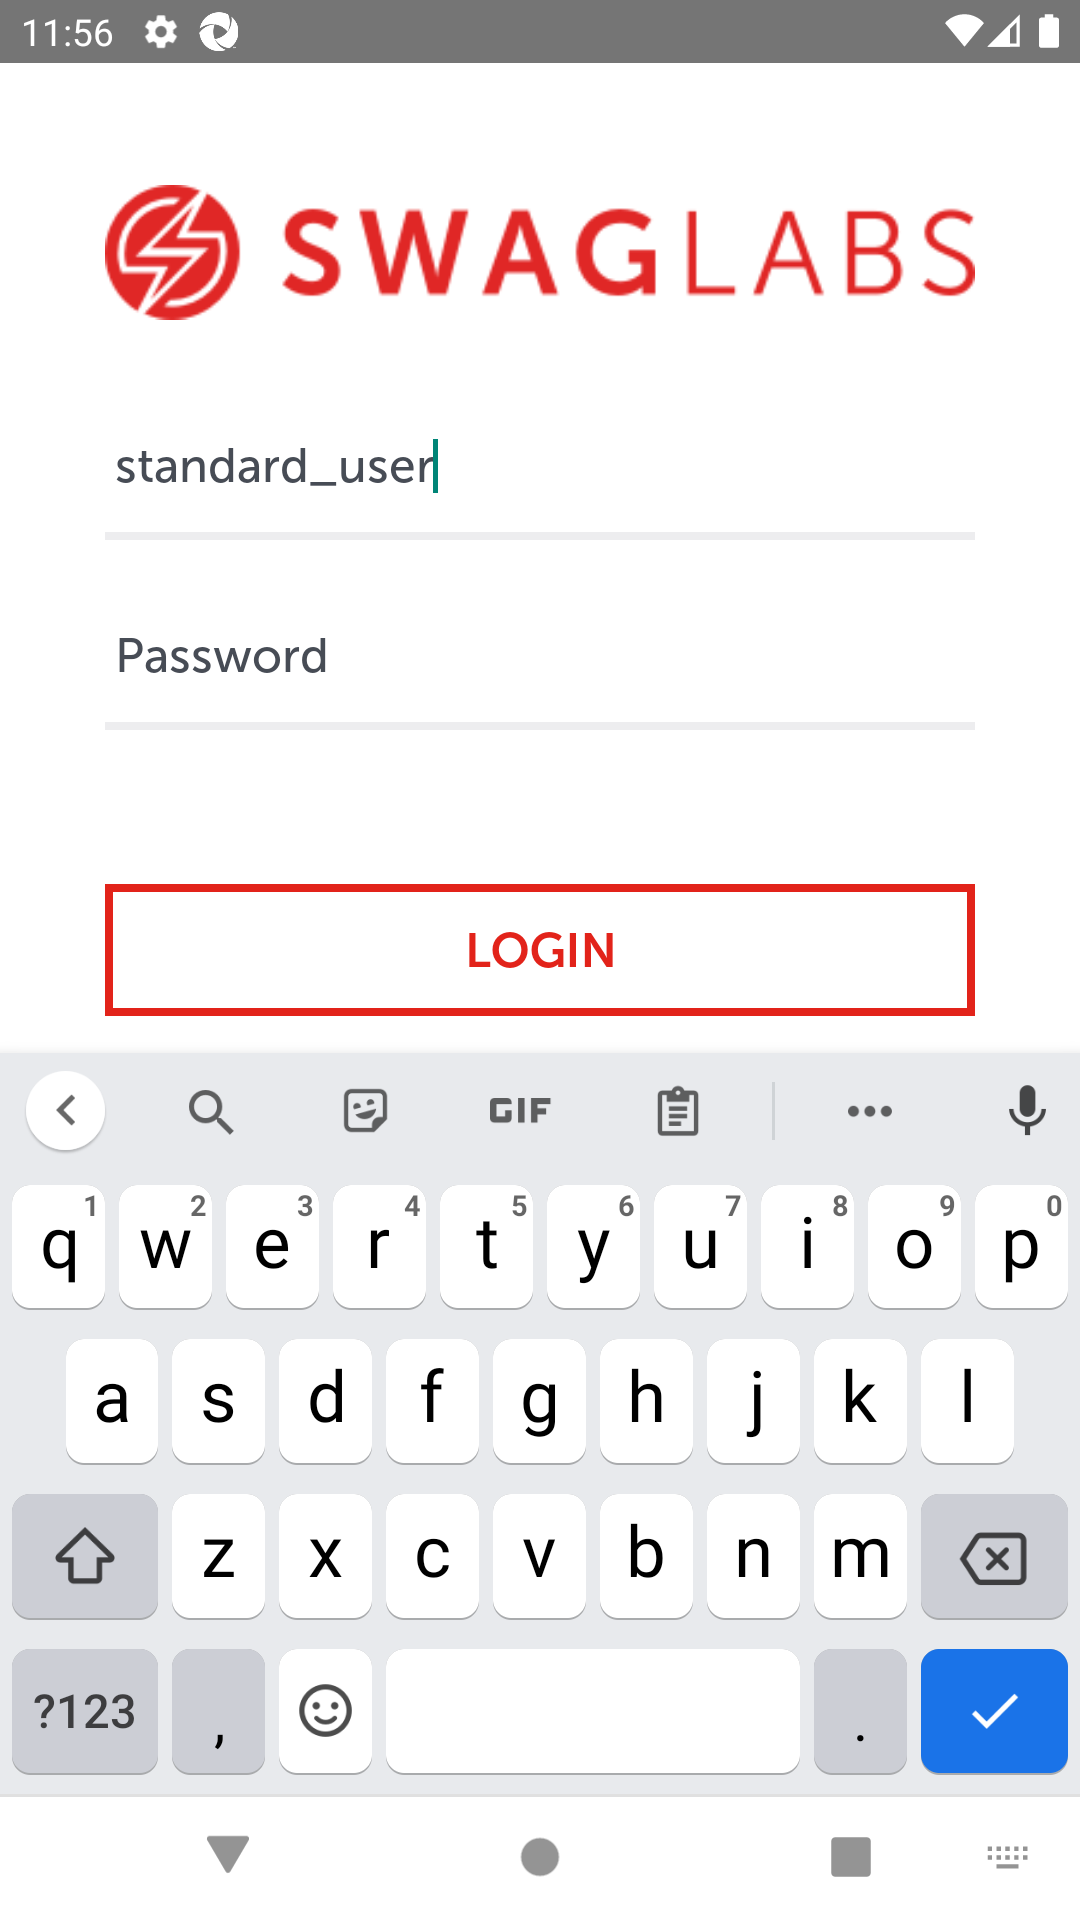 11:56
SWAGLABS
standard_user
Password
LOGIN
GIF
1 2 3 4 5 6 7 8 9 0
q w e r t y u i o p
a s d f g h j k l
z x c v b n m
?123 , .